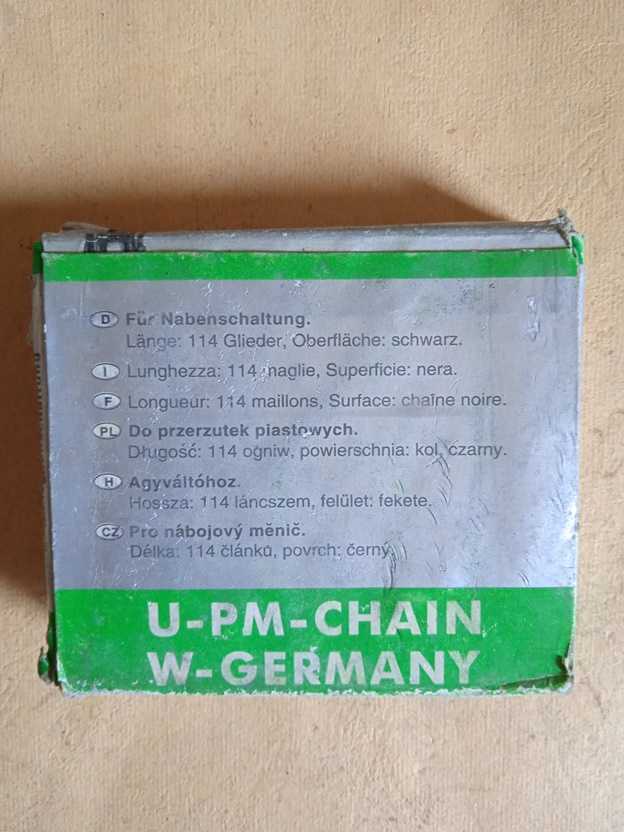 D Für Nabenschaltung.
Länge: 114 Glieder, Oberfläche: schwarz.
I Lunghezza: 114 maglie, Superficie: nera.
F Longueur: 114 maillons, Surface: chaîne noire.
PL Do przerzutek piastowych.
Długość: 114 ogniw, powierschnia: kol. czarny.
H Agyváltóhoz.
Hossza: 114 láncszem, felület: fekete.
CZ Pro nábojový měnič.
Délka: 114 článků, povrch: černý.
U-PM-CHAIN
W-GERMANY